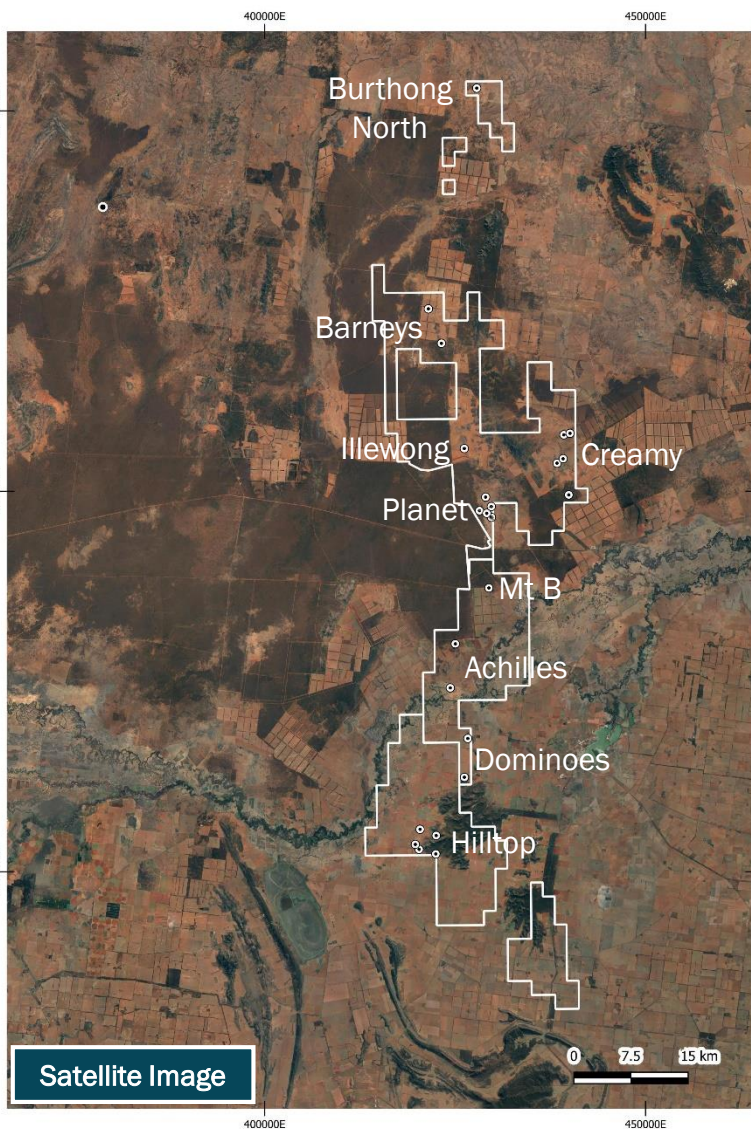 400000E 450000E
Burthong
North
Barneys
Illewong
Creamy
Planet
Mt B
Achilles
Dominoes
Hilltop
0 7.5 15 km
Satellite Image
400000E 450000E